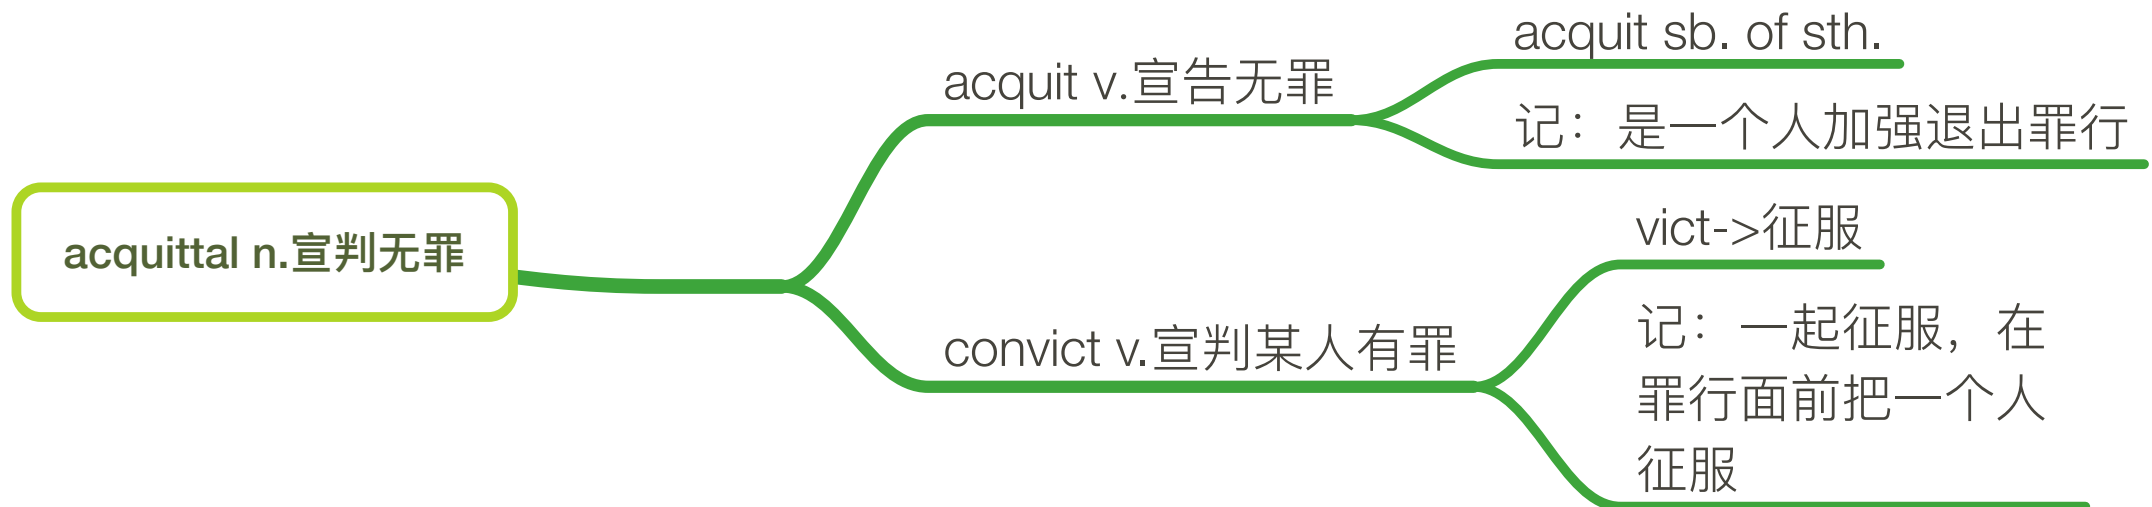 acquittal n.宣判无罪
acquit v.宣告无罪
acquit sb. of sth.
记：是一个人加强退出罪行
convict v.宣判某人有罪
vict->征服
记：一起征服，在
罪行面前把一个人
征服